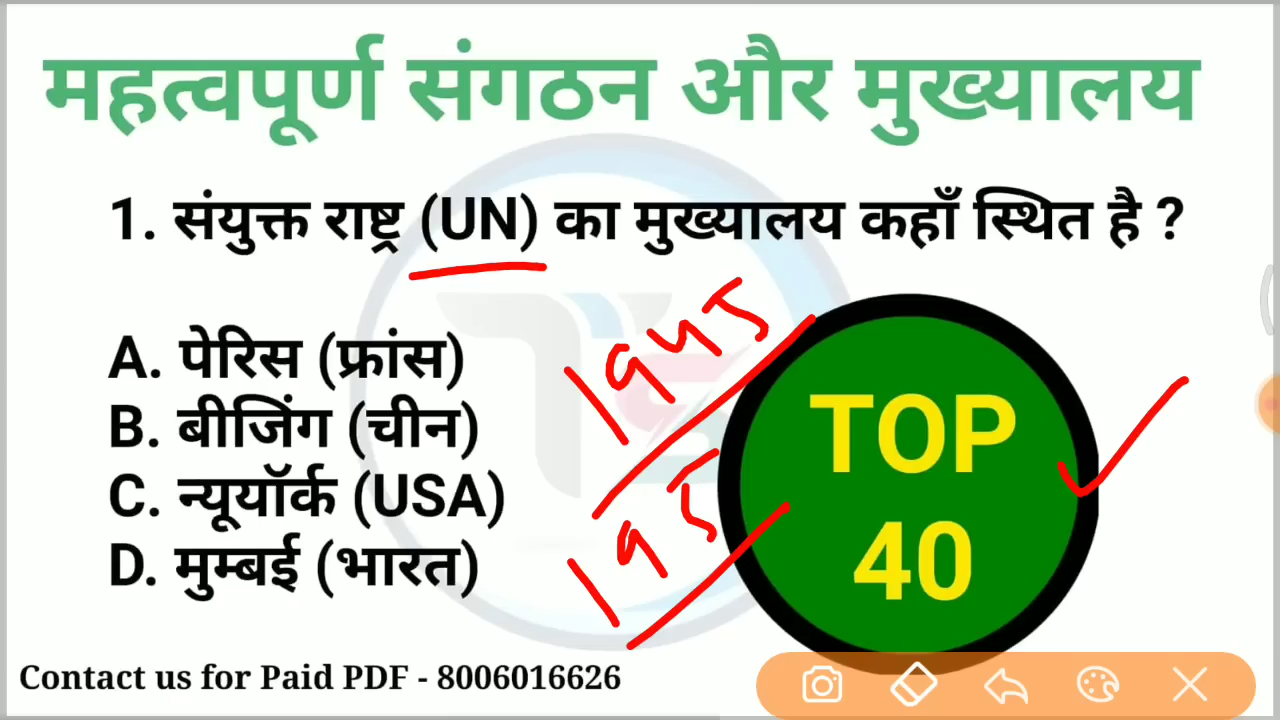 महत्वपूर्ण संगठन और मुख्यालय
1. संयुक्त राष्ट्र (UN) का मुख्यालय कहाँ स्थित है ?
A. पेरिस (फ्रांस)
B. बीजिंग (चीन)
C. न्यूयॉर्क (USA)
D. मुम्बई (भारत)
1945
195
TOP
40
Contact us for Paid PDF - 8006016626